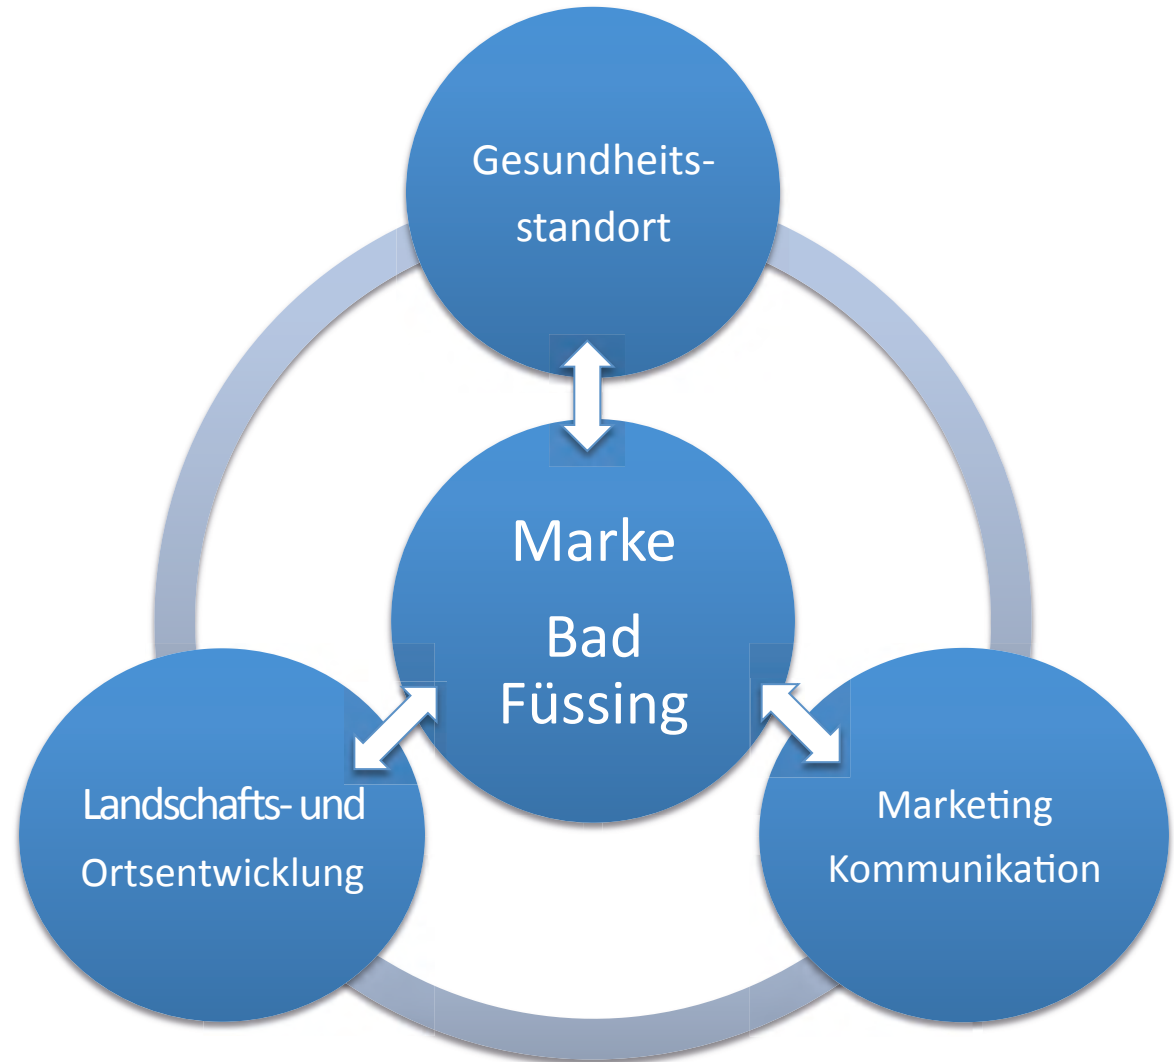 Gesundheits-
standort
Marke
Bad
Füssing
Landschafts- und
Ortsentwicklung
Marketing
Kommunikation